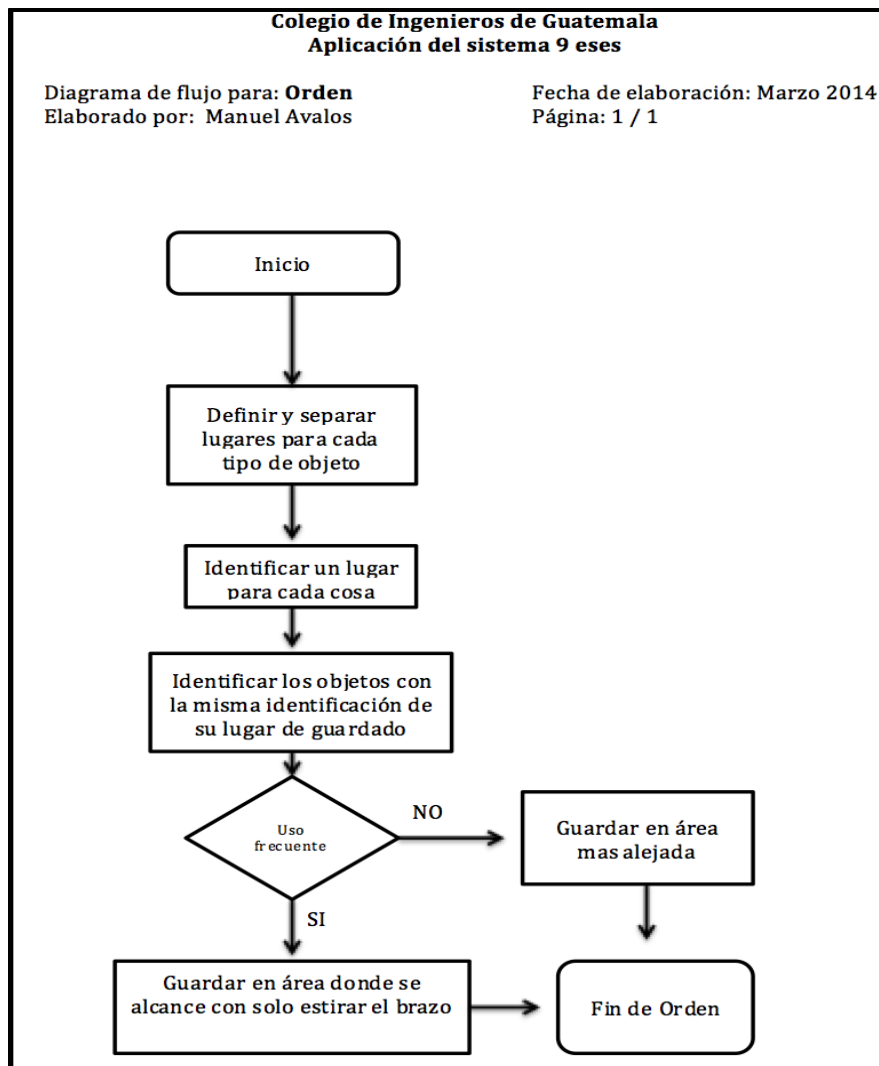 Colegio de Ingenieros de Guatemala
Aplicación del sistema 9 eses
Diagrama de flujo para: Orden
Fecha de elaboración: Marzo 2014
Elaborado por: Manuel Avalos
Página: 1 / 1
Inicio
Definir y separar
lugares para cada
tipo de objeto
Identificar un lugar
para cada cosa
Identificar los objetos con
la misma identificación de
su lugar de guardado
Uso
frecuente
NO
Guardar en área
mas alejada
SI
Guardar en área donde se
alcance con solo estirar el brazo
Fin de Orden